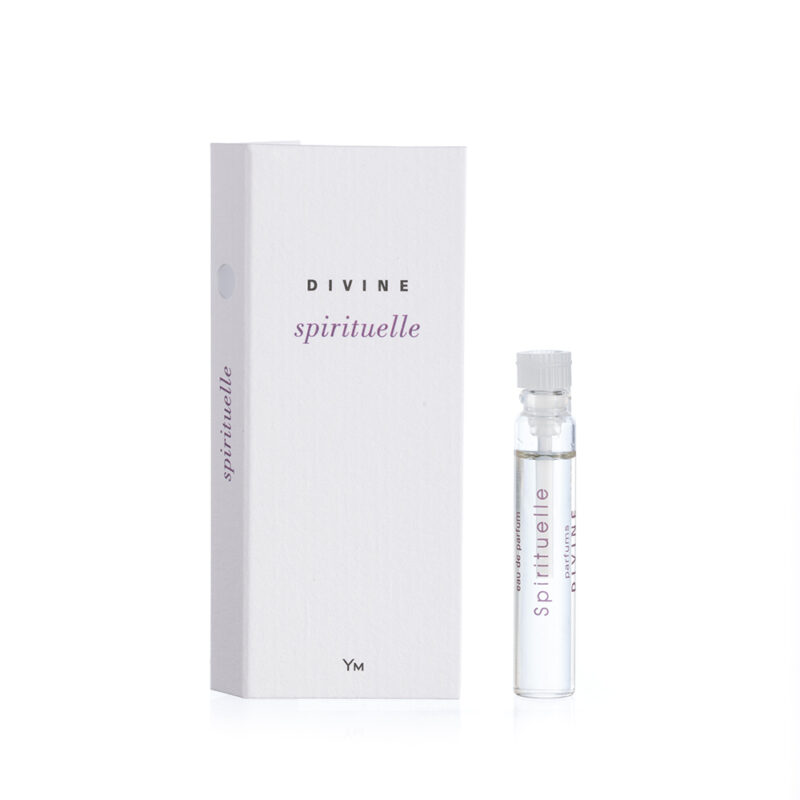 DIVINE
spirituelle
spirituelle
YM
eau de parfum
Spirituelle
parfums
DIVINE